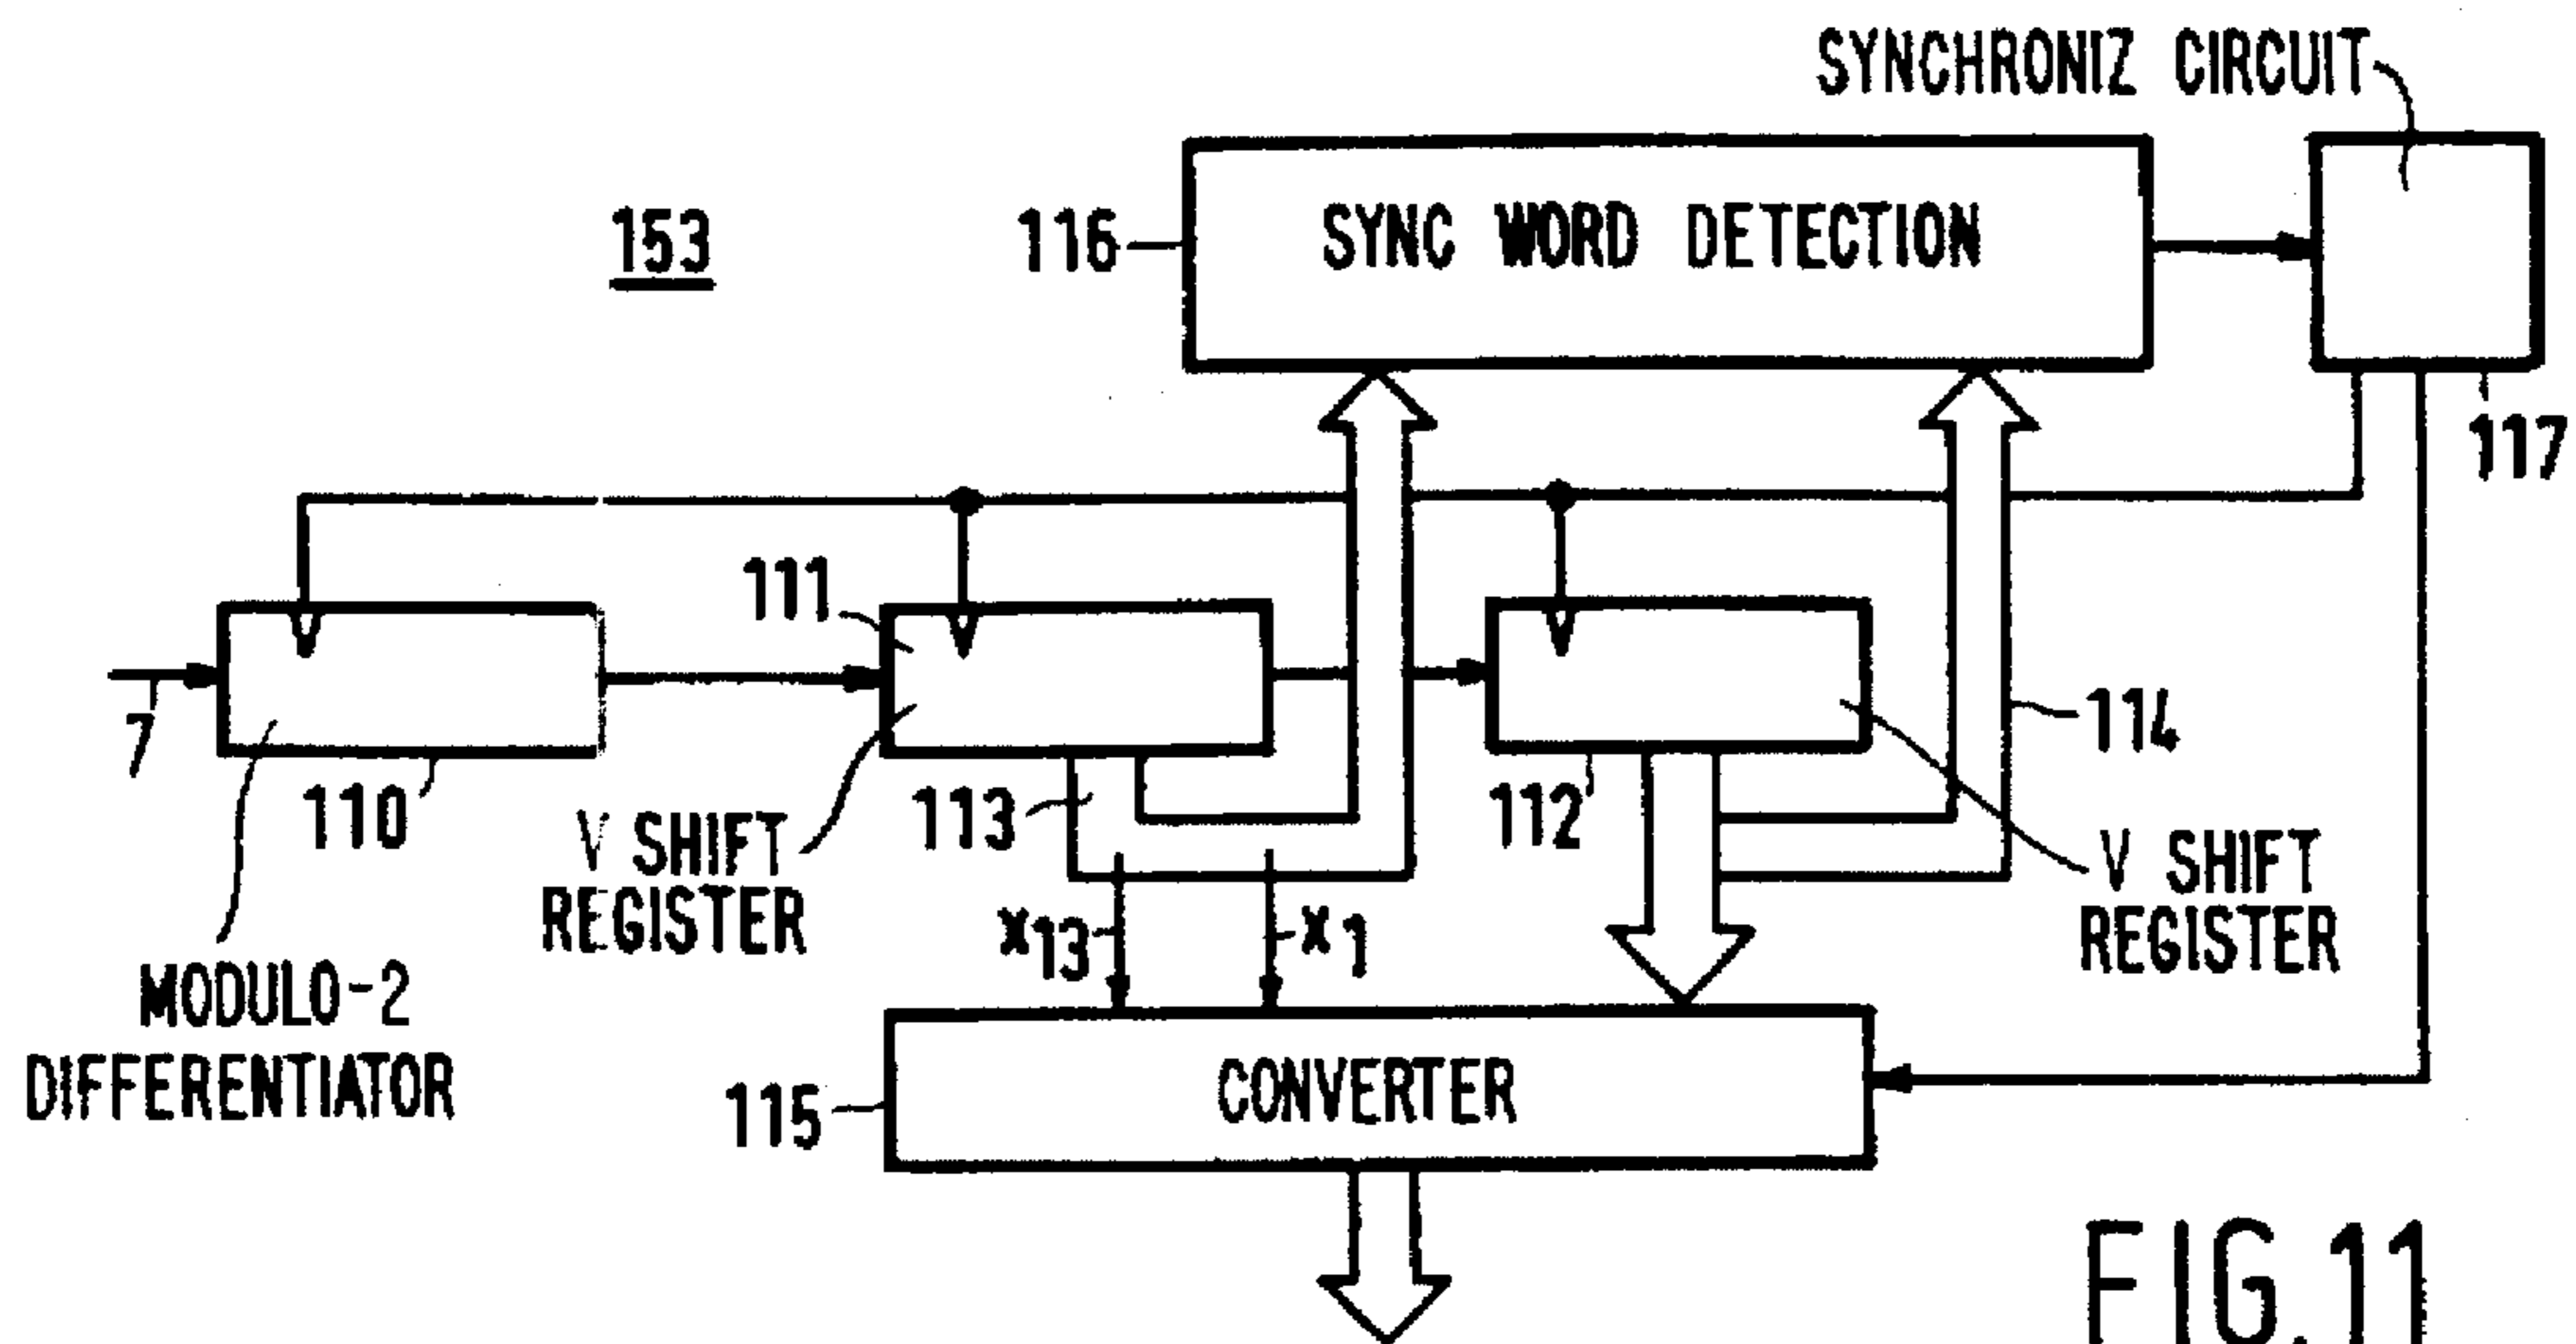 SYNCHRONIZ CIRCUIT
153
116
SYNC WORD DETECTION
117
111
7
110
113
112
114
V SHIFT
REGISTER
x13
x1
V SHIFT
REGISTER
MODULO-2
DIFFERENTIATOR
115
CONVERTER
FIG.11